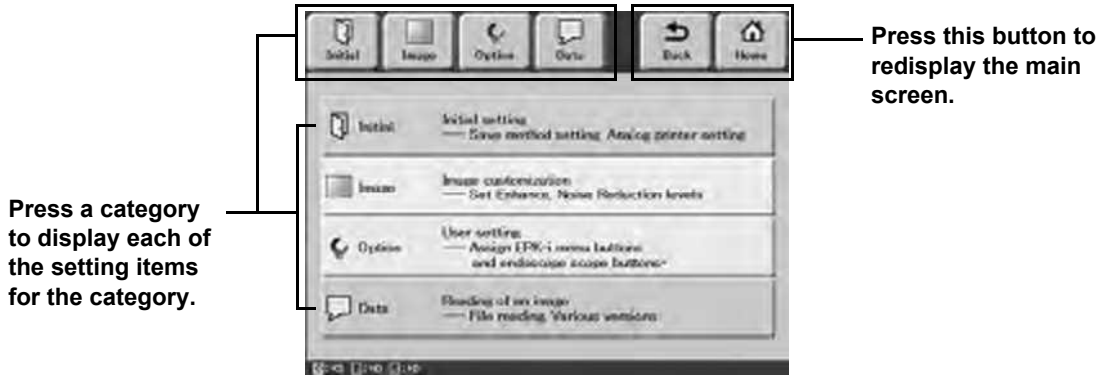 Initial Image Option Data Back Home
Press this button to
redisplay the main
screen.
Initial
Initial setting
— Save method setting, Analog printer setting
Image
Image customization
— Set Enhance, Noise Reduction levels
Press a category
to display each of
the setting items
for the category.
Option
User setting
— Assign EPK-i menu buttons
and endoscope scope buttons
Data
Reading of an image
— File reading, Various versions